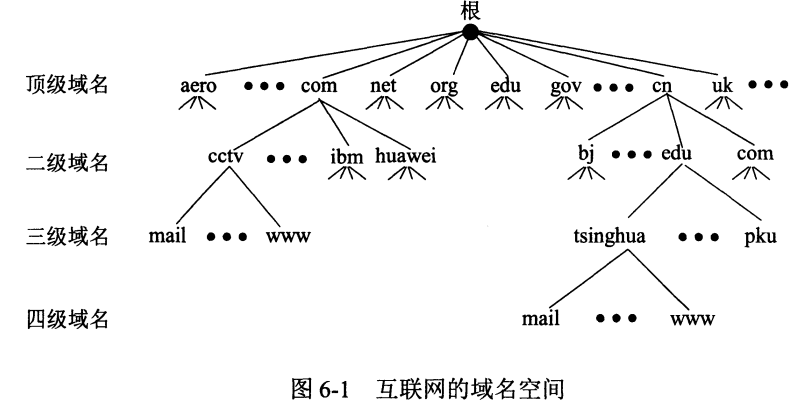 根
顶级域名 aero ••• com net org edu gov ••• cn uk •••
二级域名 cctv ••• ibm huawei bj ••• edu com
三级域名 mail ••• www tsinghua ••• pku
四级域名 mail ••• www
图 6-1 互联网的域名空间